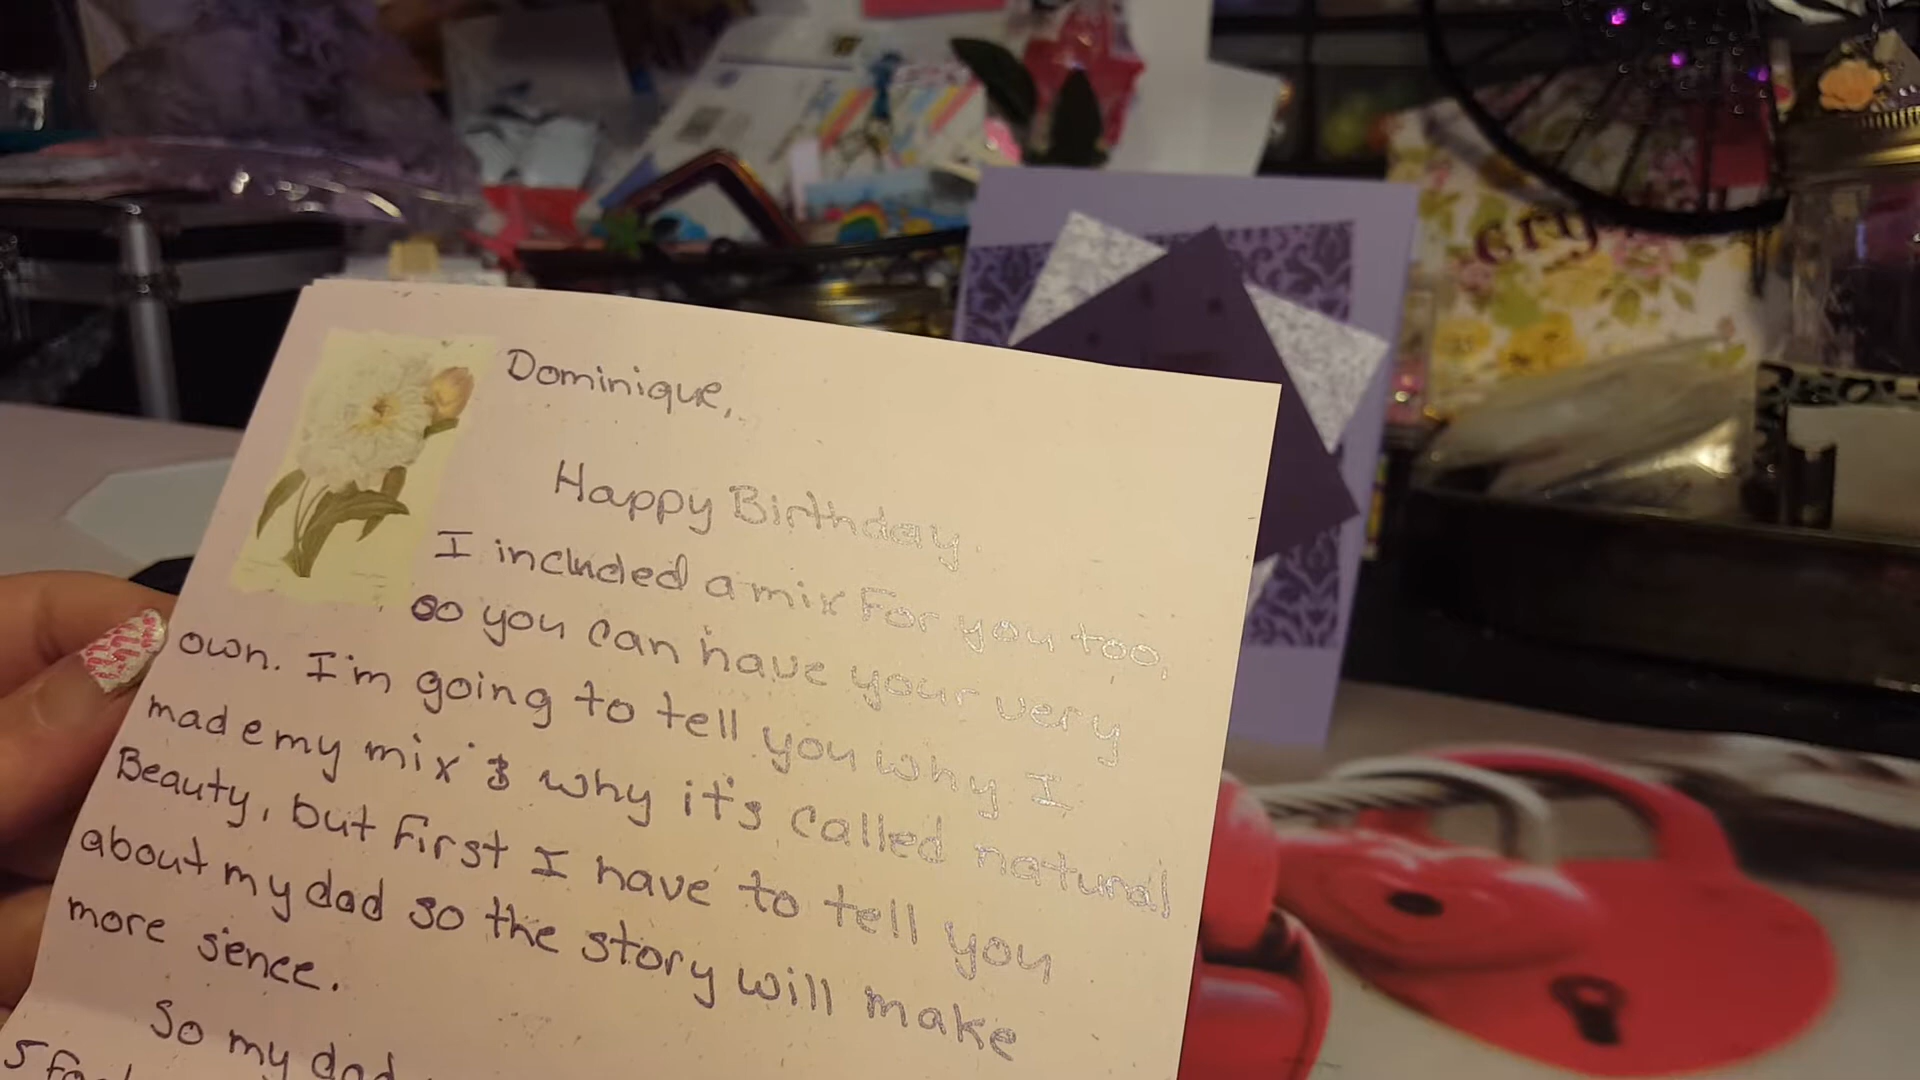 Dominique,
Happy Birthday.
I included a mix For you too,
so you can have your very
own. I'm going to tell you why I
made my mix & why it's called natural
Beauty, but First I have to tell you
about my dad so the story will make
more sence.
So my dad